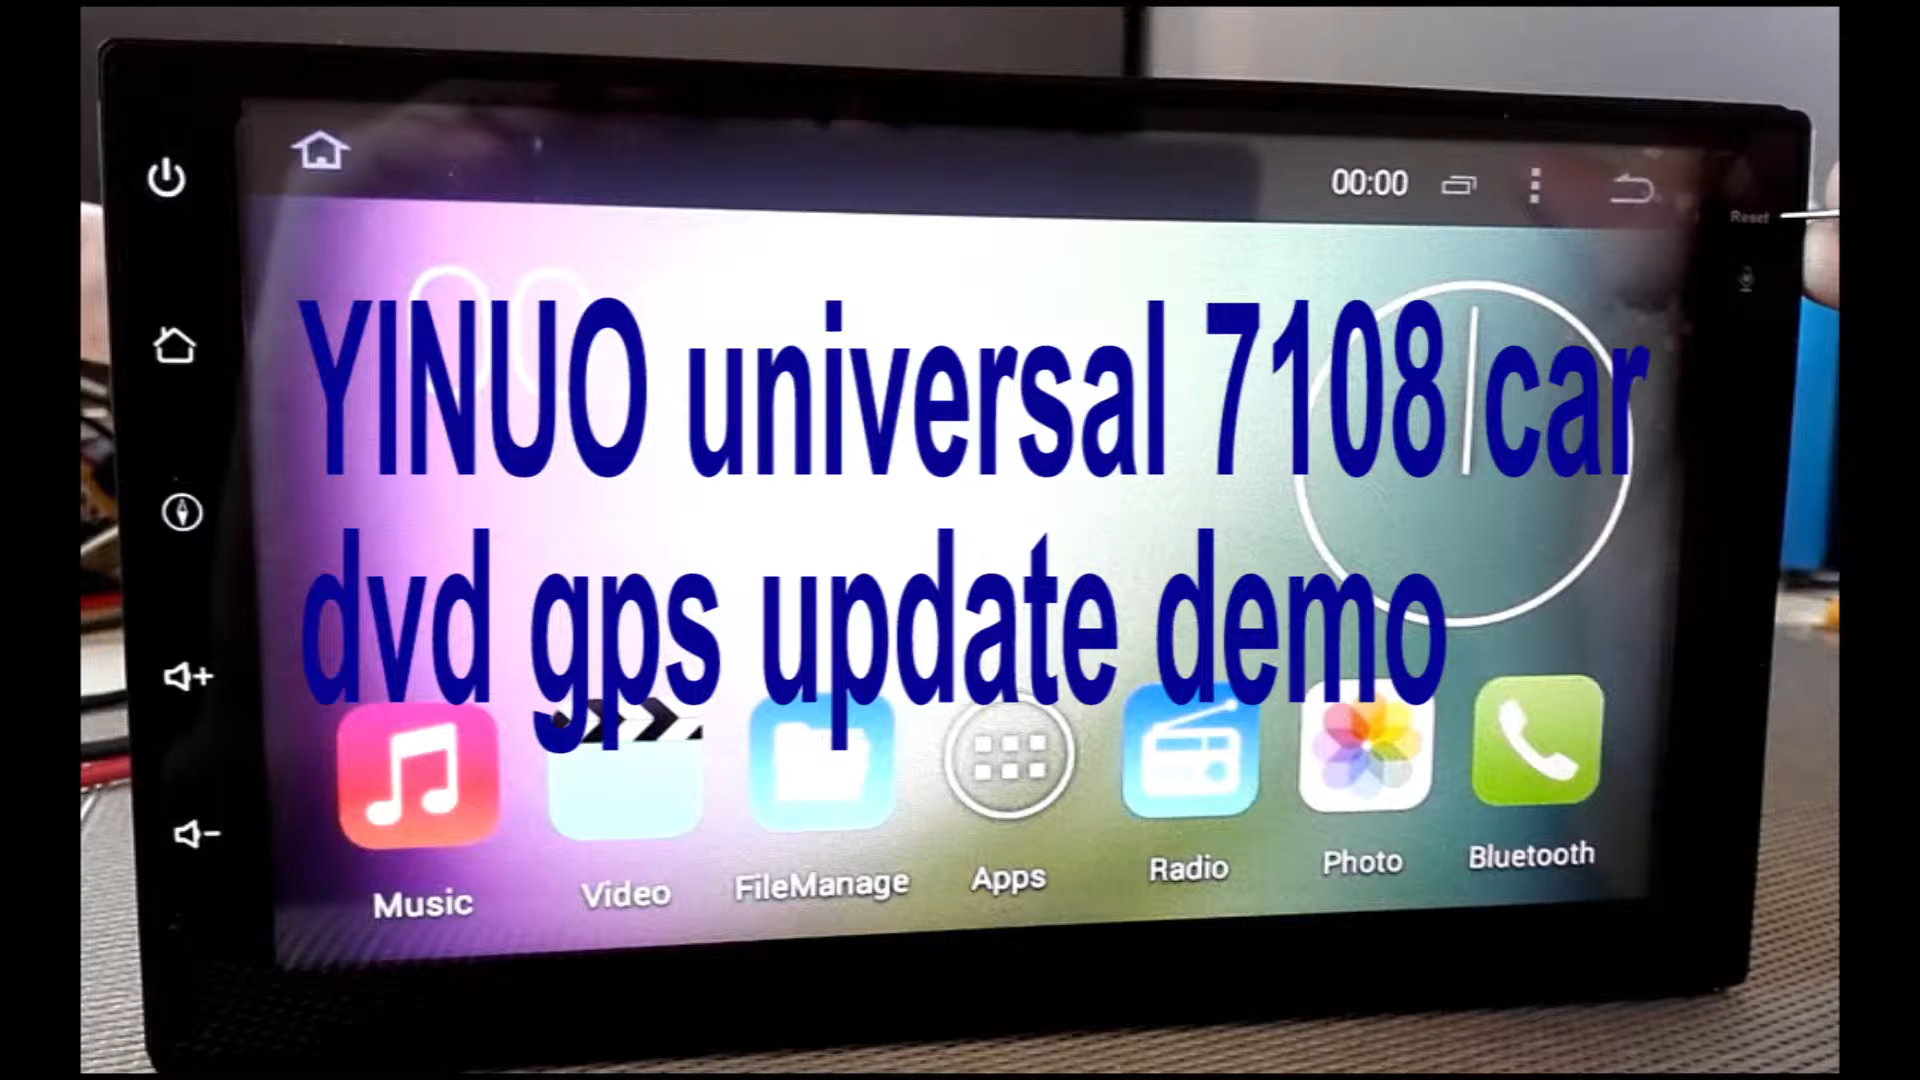 00:00
Reset
YINUO universal 7108 car
dvd gps update demo
Music
Video
FileManage
Apps
Radio
Photo
Bluetooth